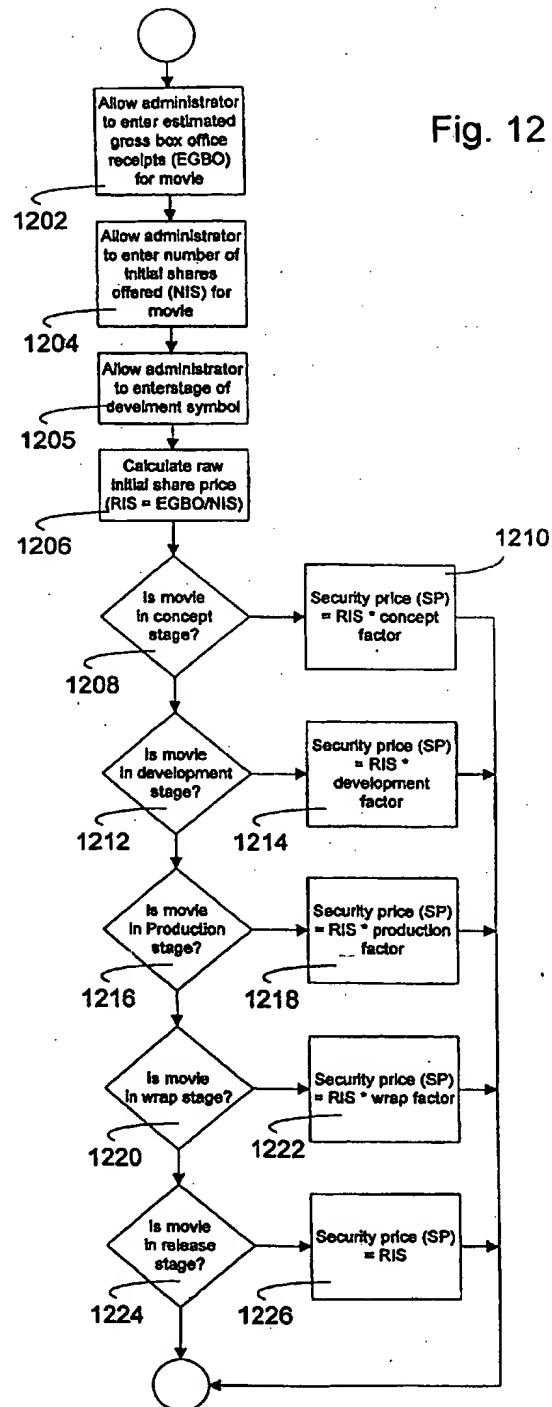 Fig. 12
Allow administrator
to enter estimated
gross box office
receipts (EGBO)
for movie
1202
Allow administrator
to enter number of
initial shares
offered (NIS) for
movie
1204
Allow administrator
to enterstage of
develment symbol
1205
Calculate raw
initial share price
(RIS = EGBO/NIS)
1206
Is movie
in concept
stage?
1208
1210
Security price (SP)
= RIS * concept
factor
Is movie
in development
stage?
1212
Security price (SP)
= RIS *
development
factor
1214
Is movie
in Production
stage?
1216
Security price (SP)
= RIS * production
factor
1218
Is movie
in wrap stage?
1220
Security price (SP)
= RIS * wrap factor
1222
Is movie
in release
stage?
1224
Security price (SP)
= RIS
1226